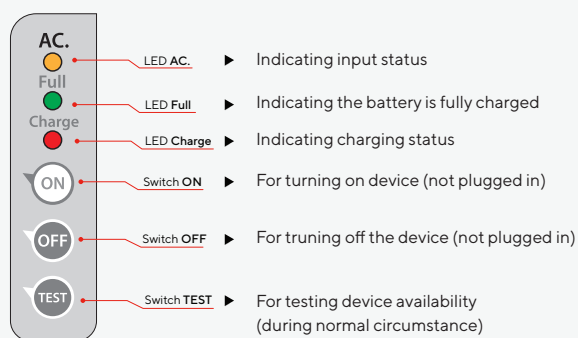 AC.
LED AC. ▶ Indicating input status
Full
LED Full ▶ Indicating the battery is fully charged
Charge
LED Charge ▶ Indicating charging status
ON
Switch ON ▶ For turning on device (not plugged in)
OFF
Switch OFF ▶ For truning off the device (not plugged in)
TEST
Switch TEST ▶ For testing device availability
(during normal circumstance)